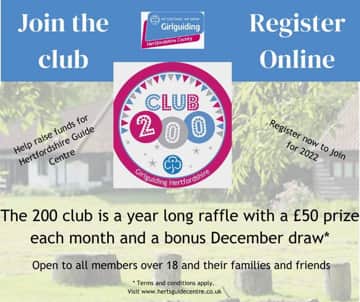 Join the
club
Girlguiding
Hertfordshire County
Register
Online
Help raise funds for
Hertfordshire Guide
Centre
CLUB
200
Girlguiding Hertfordshire
Register now to join
for 2022
The 200 club is a year long raffle with a £50 prize
each month and a bonus December draw*
Open to all members over 18 and their families and friends
* Terms and conditions apply.
Visit www.hertsguidecentre.co.uk